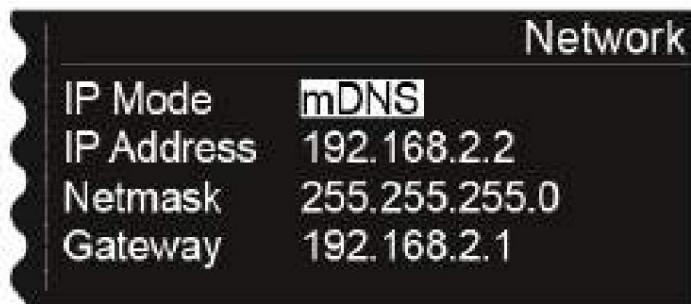 Network
IP Mode mDNS
IP Address 192.168.2.2
Netmask 255.255.255.0
Gateway 192.168.2.1